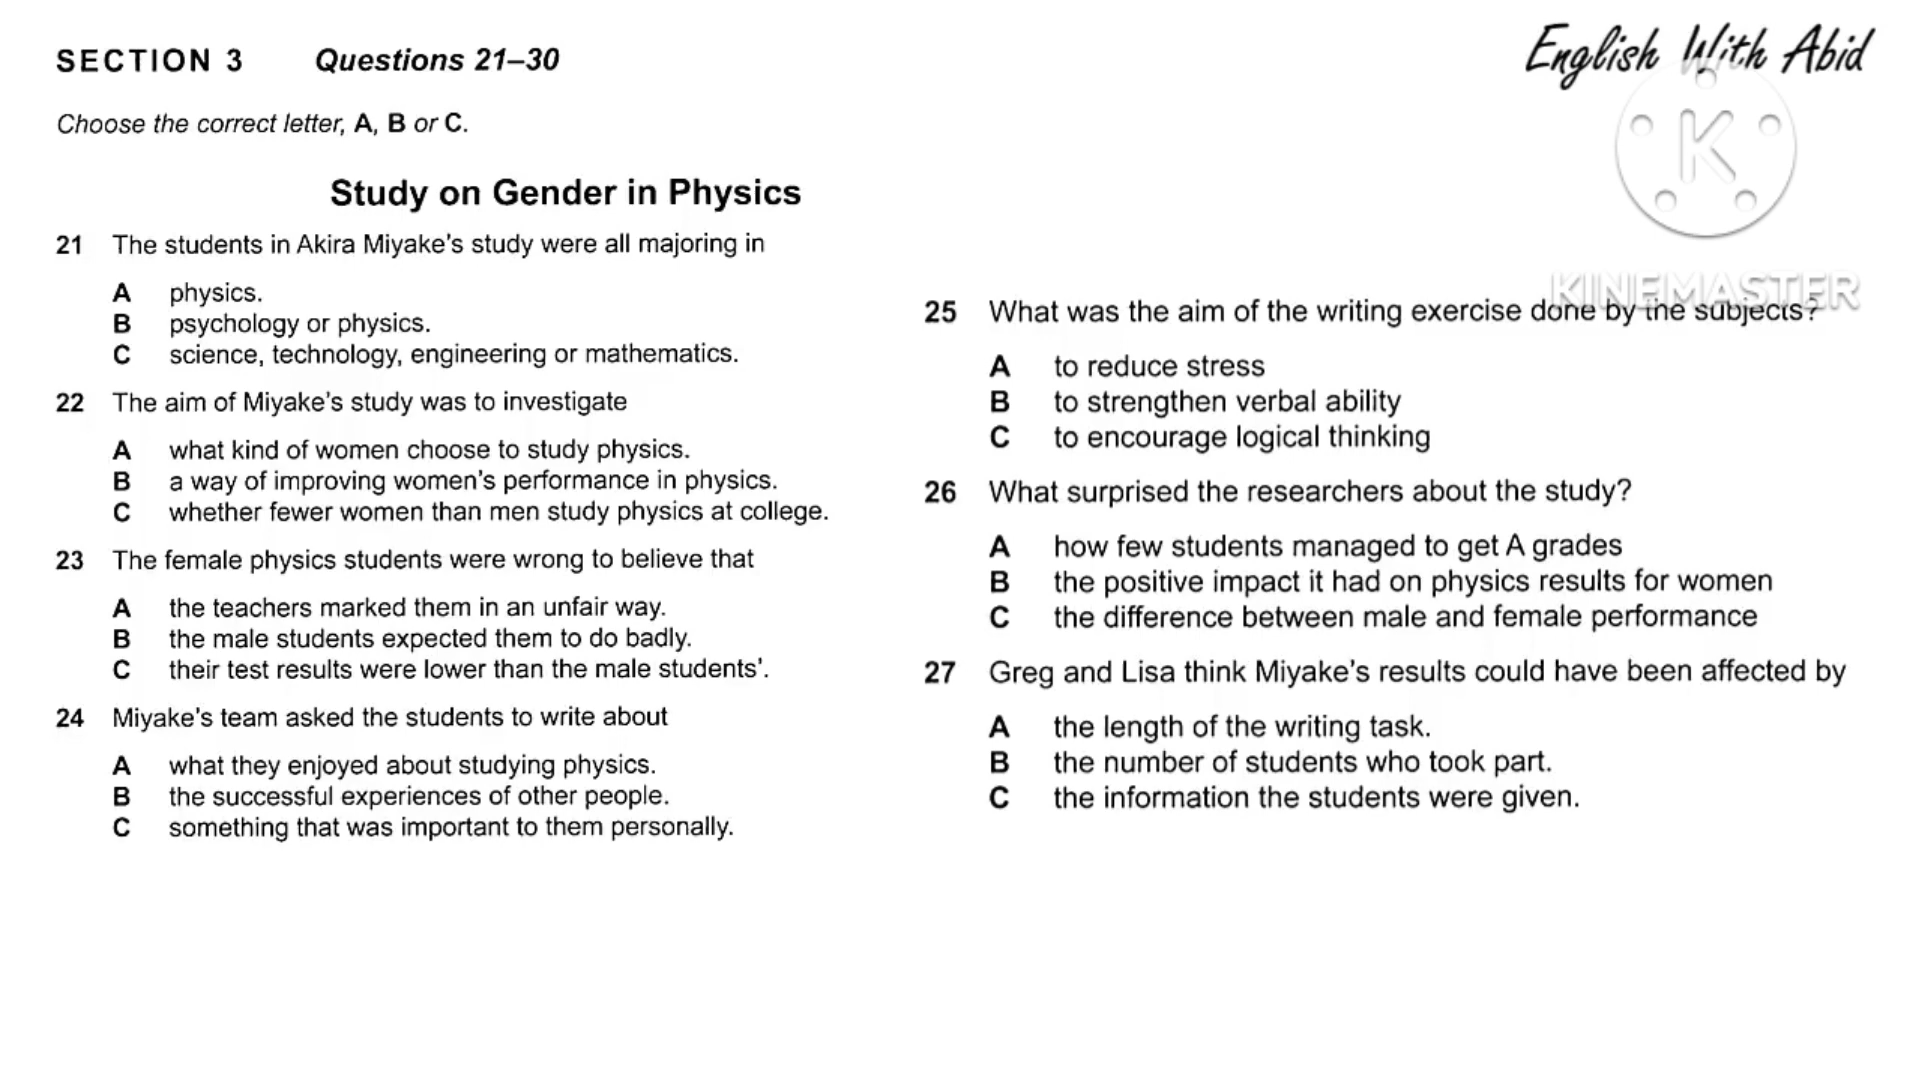 SECTION 3 Questions 21–30
English With Abid
Choose the correct letter, A, B or C.
K
KINEMASTER
Study on Gender in Physics
21 The students in Akira Miyake's study were all majoring in
A physics.
B psychology or physics.
C science, technology, engineering or mathematics.
22 The aim of Miyake's study was to investigate
A what kind of women choose to study physics.
B a way of improving women's performance in physics.
C whether fewer women than men study physics at college.
23 The female physics students were wrong to believe that
A the teachers marked them in an unfair way.
B the male students expected them to do badly.
C their test results were lower than the male students'.
24 Miyake's team asked the students to write about
A what they enjoyed about studying physics.
B the successful experiences of other people.
C something that was important to them personally.
25 What was the aim of the writing exercise done by the subjects?
A to reduce stress
B to strengthen verbal ability
C to encourage logical thinking
26 What surprised the researchers about the study?
A how few students managed to get A grades
B the positive impact it had on physics results for women
C the difference between male and female performance
27 Greg and Lisa think Miyake's results could have been affected by
A the length of the writing task.
B the number of students who took part.
C the information the students were given.